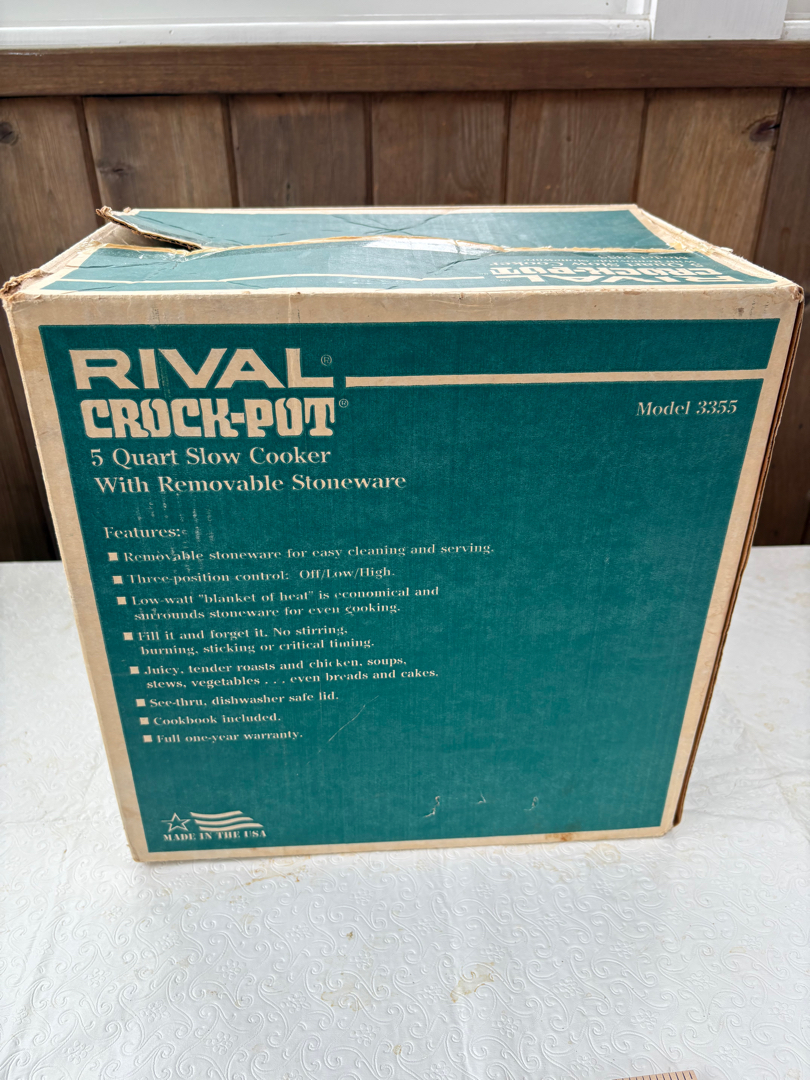 RIVAL
CROCK-POT
RIVAL®
CROCK-POT®
Model 3355
5 Quart Slow Cooker
With Removable Stoneware
Features:
■ Removable stoneware for easy cleaning and serving.
■ Three-position control: Off/Low/High.
■ Low-watt "blanket of heat" is economical and
surrounds stoneware for even cooking.
■ Fill it and forget it. No stirring,
burning, sticking or critical timing.
■ Juicy, tender roasts and chicken, soups,
stews, vegetables . . . even breads and cakes.
■ See-thru, dishwasher safe lid.
■ Cookbook included.
■ Full one-year warranty.
MADE IN THE USA